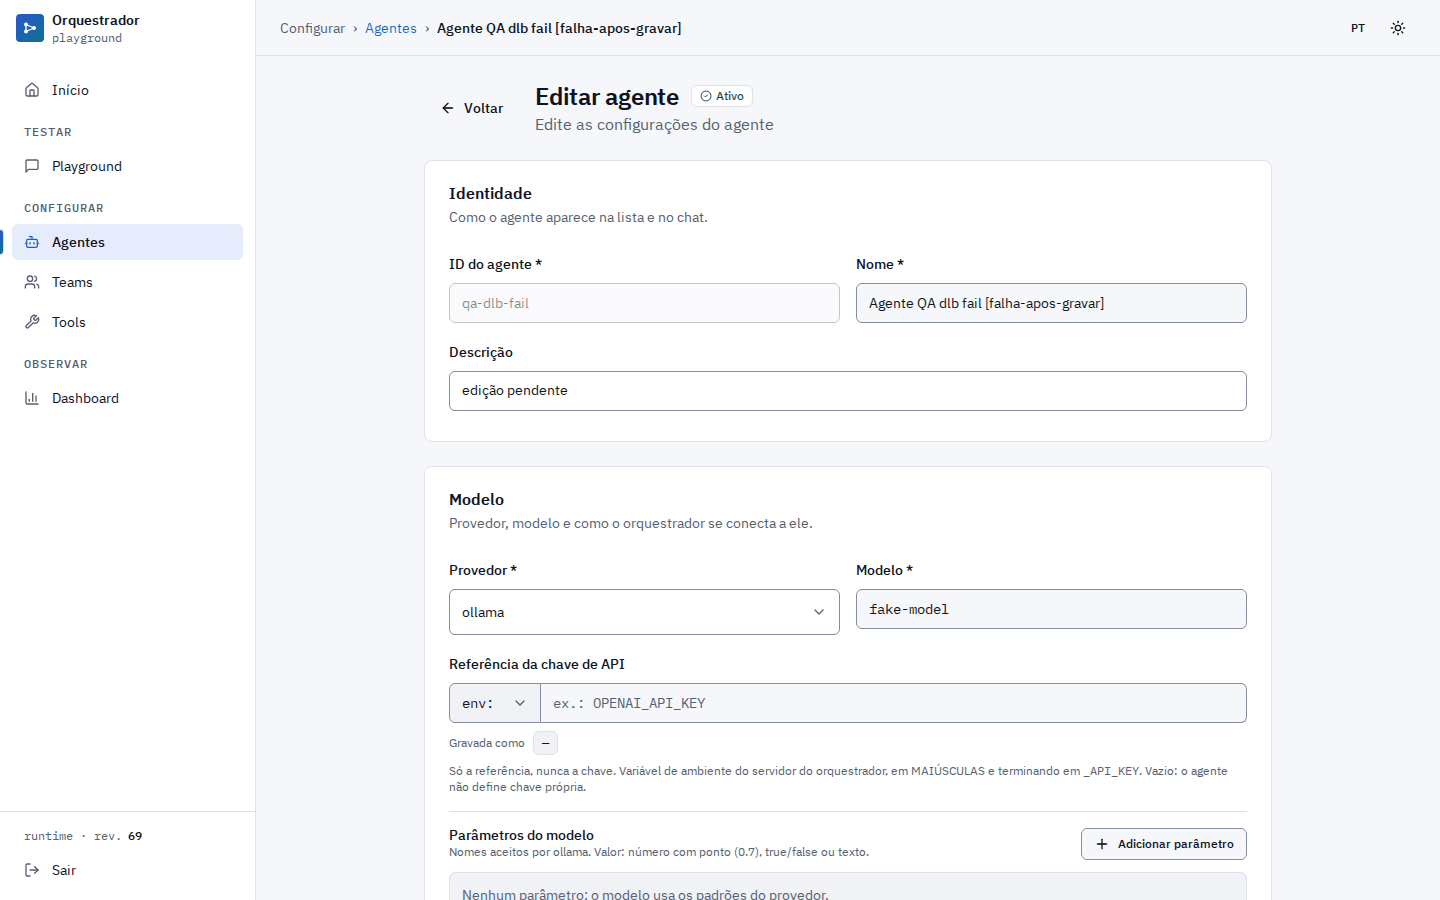 Orquestrador
playground
Início
TESTAR
Playground
CONFIGURAR
Agentes
Teams
Tools
OBSERVAR
Dashboard
runtime · rev. 69
Sair
Configurar › Agentes › Agente QA dlb fail [falha-apos-gravar]
PT
Voltar
Editar agente
Ativo
Edite as configurações do agente
Identidade
Como o agente aparece na lista e no chat.
ID do agente *
Nome *
qa-dlb-fail
Agente QA dlb fail [falha-apos-gravar]
Descrição
edição pendente
Modelo
Provedor, modelo e como o orquestrador se conecta a ele.
Provedor *
Modelo *
ollama
fake-model
Referência da chave de API
env:
ex.: OPENAI_API_KEY
Gravada como –
Só a referência, nunca a chave. Variável de ambiente do servidor do orquestrador, em MAIÚSCULAS e terminando em _API_KEY. Vazio: o agente
não define chave própria.
Parâmetros do modelo
Nomes aceitos por ollama. Valor: número com ponto (0.7), true/false ou texto.
Adicionar parâmetro
Nenhum parâmetro: o modelo usa os padrões do provedor.